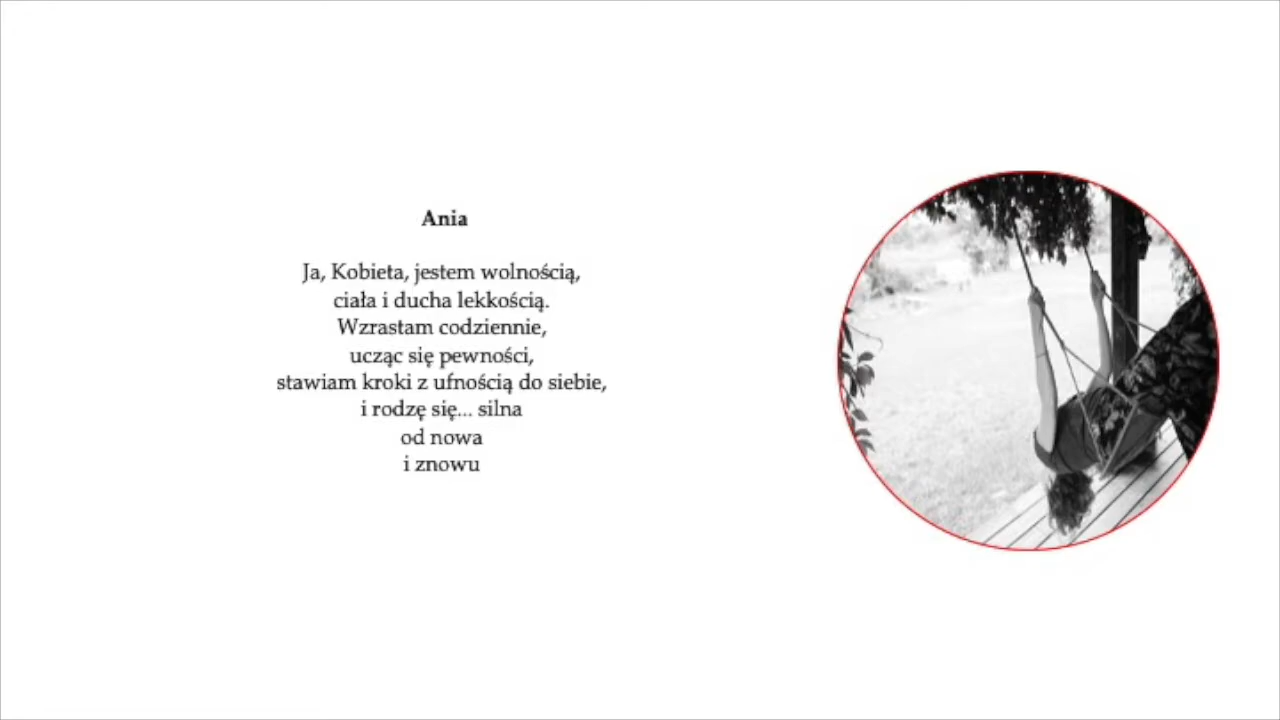 Ania
Ja, Kobieta, jestem wolnością,
ciała i ducha lekkością.
Wzrastam codziennie,
ucząc się pewności,
stawiam kroki z ufnością do siebie,
i rodzę się... silna
od nowa
i znowu